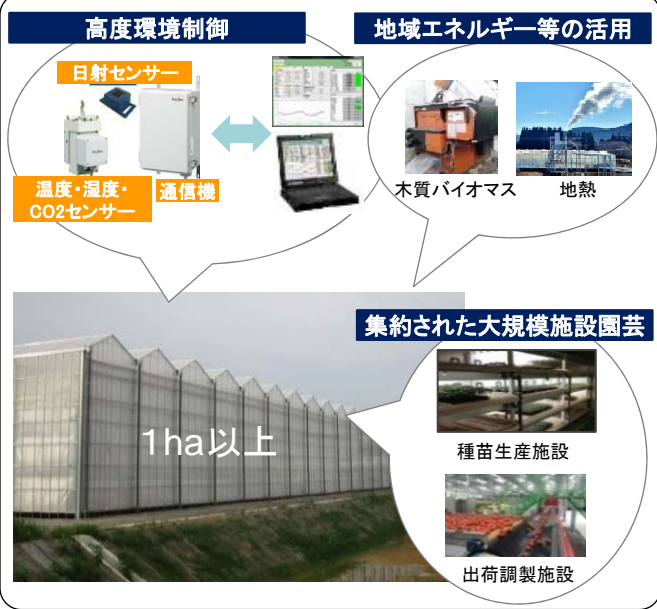 高度環境制御
地域エネルギー等の活用
日射センサー
温度・湿度・
CO2センサー
通信機
木質バイオマス
地熱
集約された大規模施設園芸
1ha以上
種苗生産施設
出荷調製施設